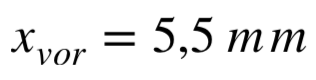 x_vor = 5,5 mm